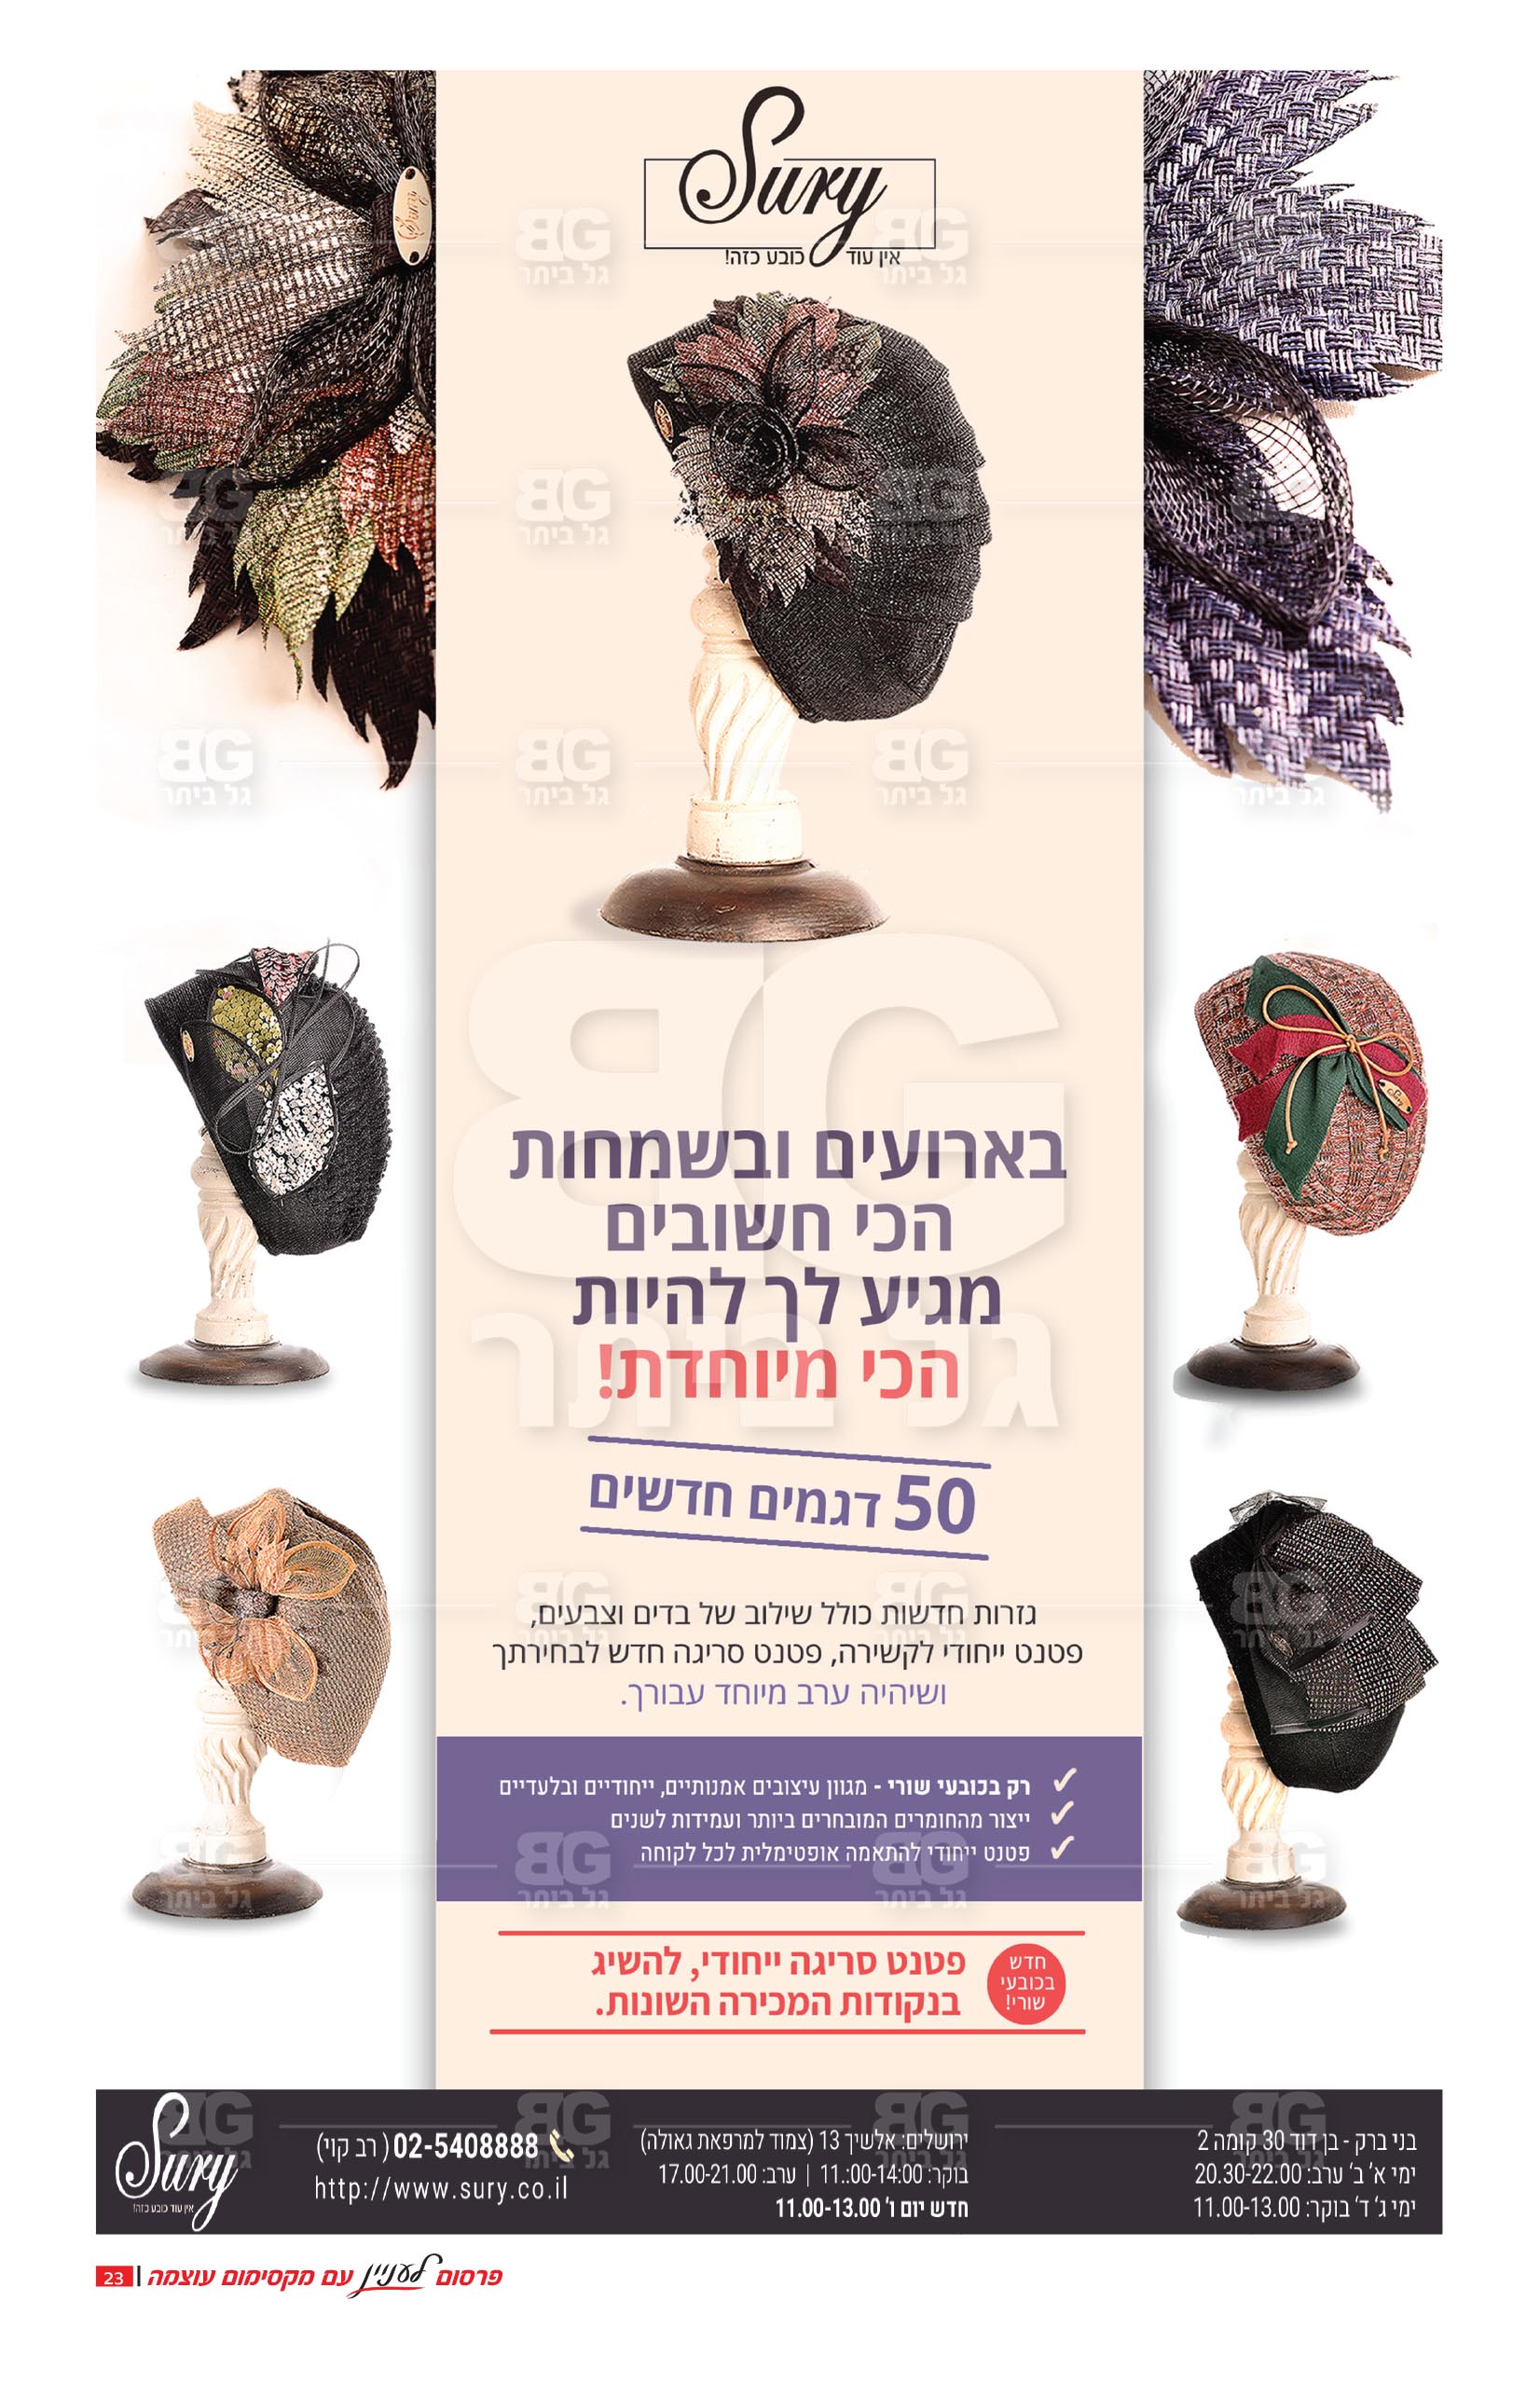 Sury
אין עוד כובע כזה!
בארועים ובשמחות
הכי חשובים
מגיע לך להיות
הכי מיוחדת!
50 דגמים חדשים
גזרות חדשות כולל שילוב של בדים וצבעים,
פטנט ייחודי לקשירה, פטנט סריגה חדש לבחירתך
ושיהיה ערב מיוחד עבורך.
רק בכובעי שורי - מגוון עיצובים אמנותיים, ייחודיים ובלעדיים
ייצור מהחומרים המובחרים ביותר ועמידות לשנים
פטנט ייחודי להתאמה אופטימלית לכל לקוחה
חדש
בכובעי
שורי!
פטנט סריגה ייחודי, להשיג
בנקודות המכירה השונות.
בני ברק - בן דוד 30 קומה 2
ימי א' ב' ערב: 20.30-22.00
ימי ג' ד' בוקר: 11.00-13.00
ירושלים: אלשיך 13 (צמוד למרפאת גאולה)
בוקר: 11.:00-14:00 | ערב: 17.00-21.00
חדש יום ו' 11.00-13.00
02-5408888 (רב קוי)
http://www.sury.co.il
Sury
אין עוד כובע כזה!
פרסום לעניין עם מקסימום עוצמה | 23
BG
גל ביתר